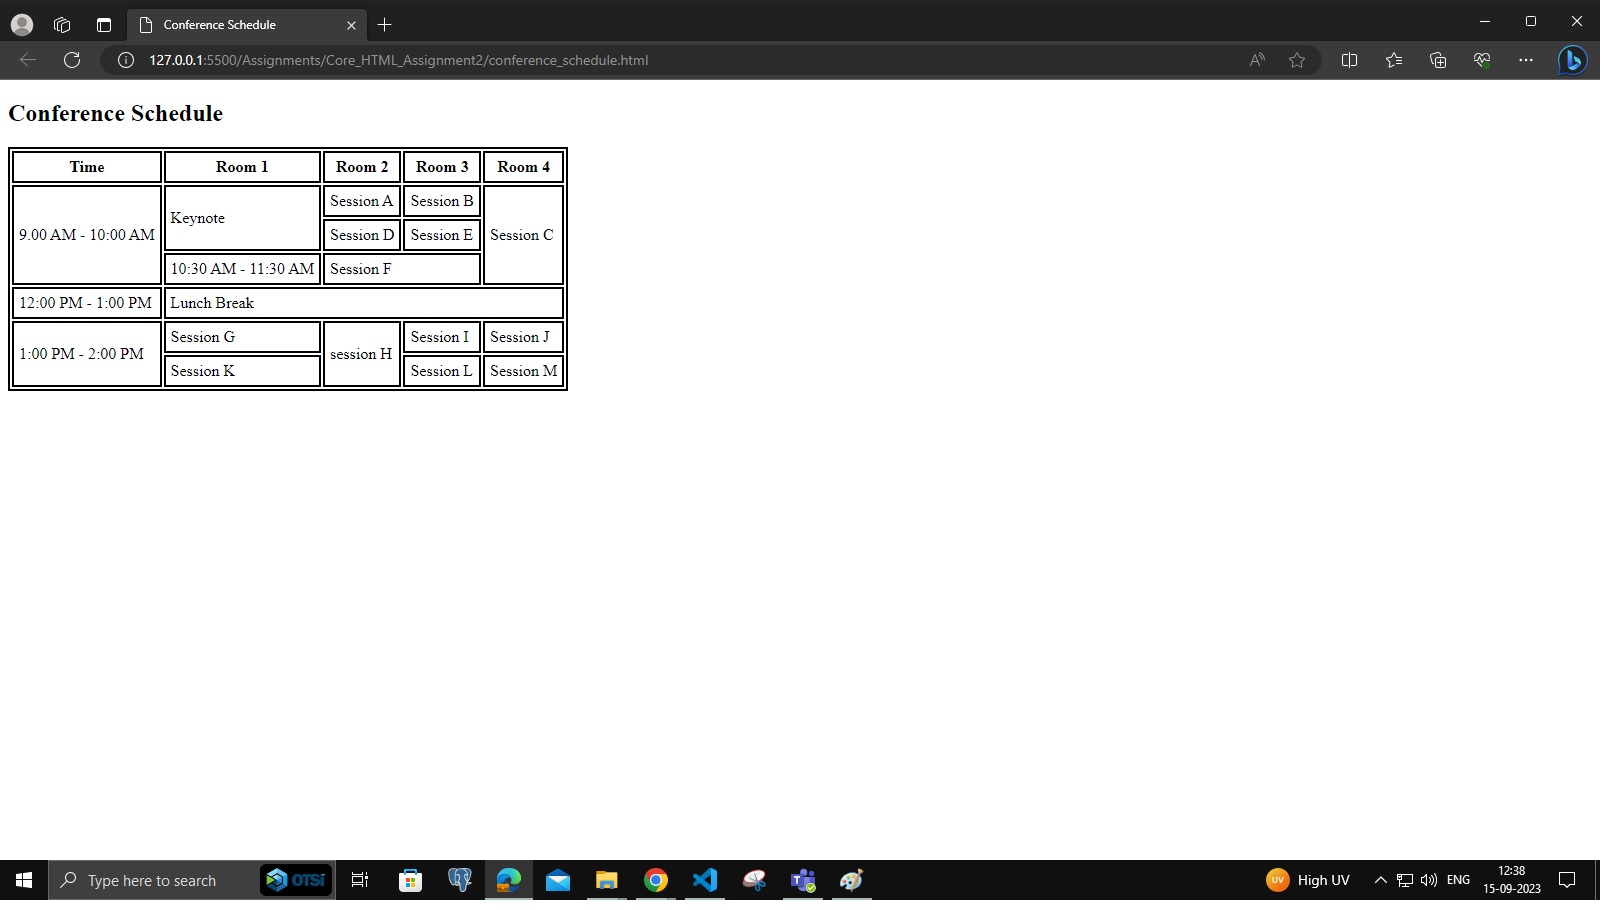 Conference Schedule
127.0.0.1:5500/Assignments/Core_HTML_Assignment2/conference_schedule.html
Conference Schedule
Time Room 1 Room 2 Room 3 Room 4
9.00 AM - 10:00 AM Keynote Session A Session B Session C
Session D Session E
10:30 AM - 11:30 AM Session F
12:00 PM - 1:00 PM Lunch Break
1:00 PM - 2:00 PM Session G session H Session I Session J
Session K Session L Session M
Type here to search OTSi UV High UV ENG 12:38
15-09-2023